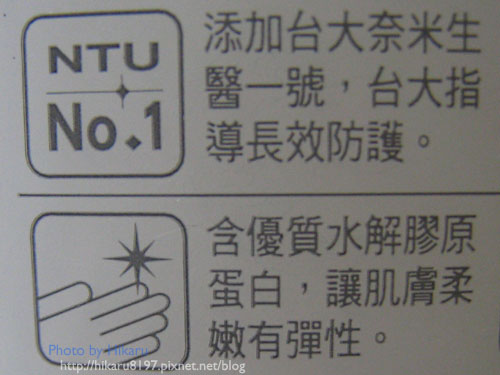 NTU
No.1
添加台大奈米生
醫一號，台大指
導長效防護。
含優質水解膠原
蛋白，讓肌膚柔
嫩有彈性。
Photo by Hikaru
http://hikaru8197.pixnet.net/blog